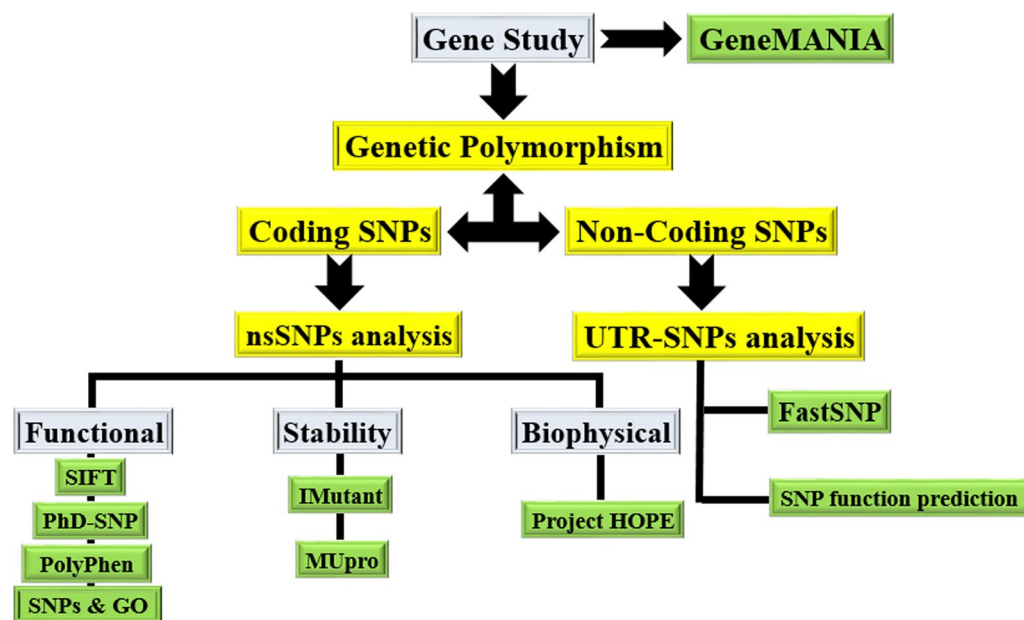 Gene Study
GeneMANIA
Genetic Polymorphism
Coding SNPs
Non-Coding SNPs
nsSNPs analysis
UTR-SNPs analysis
Functional
Stability
Biophysical
FastSNP
SIFT
IMutant
SNP function prediction
PhD-SNP
Project HOPE
PolyPhen
MUpro
SNPs & GO